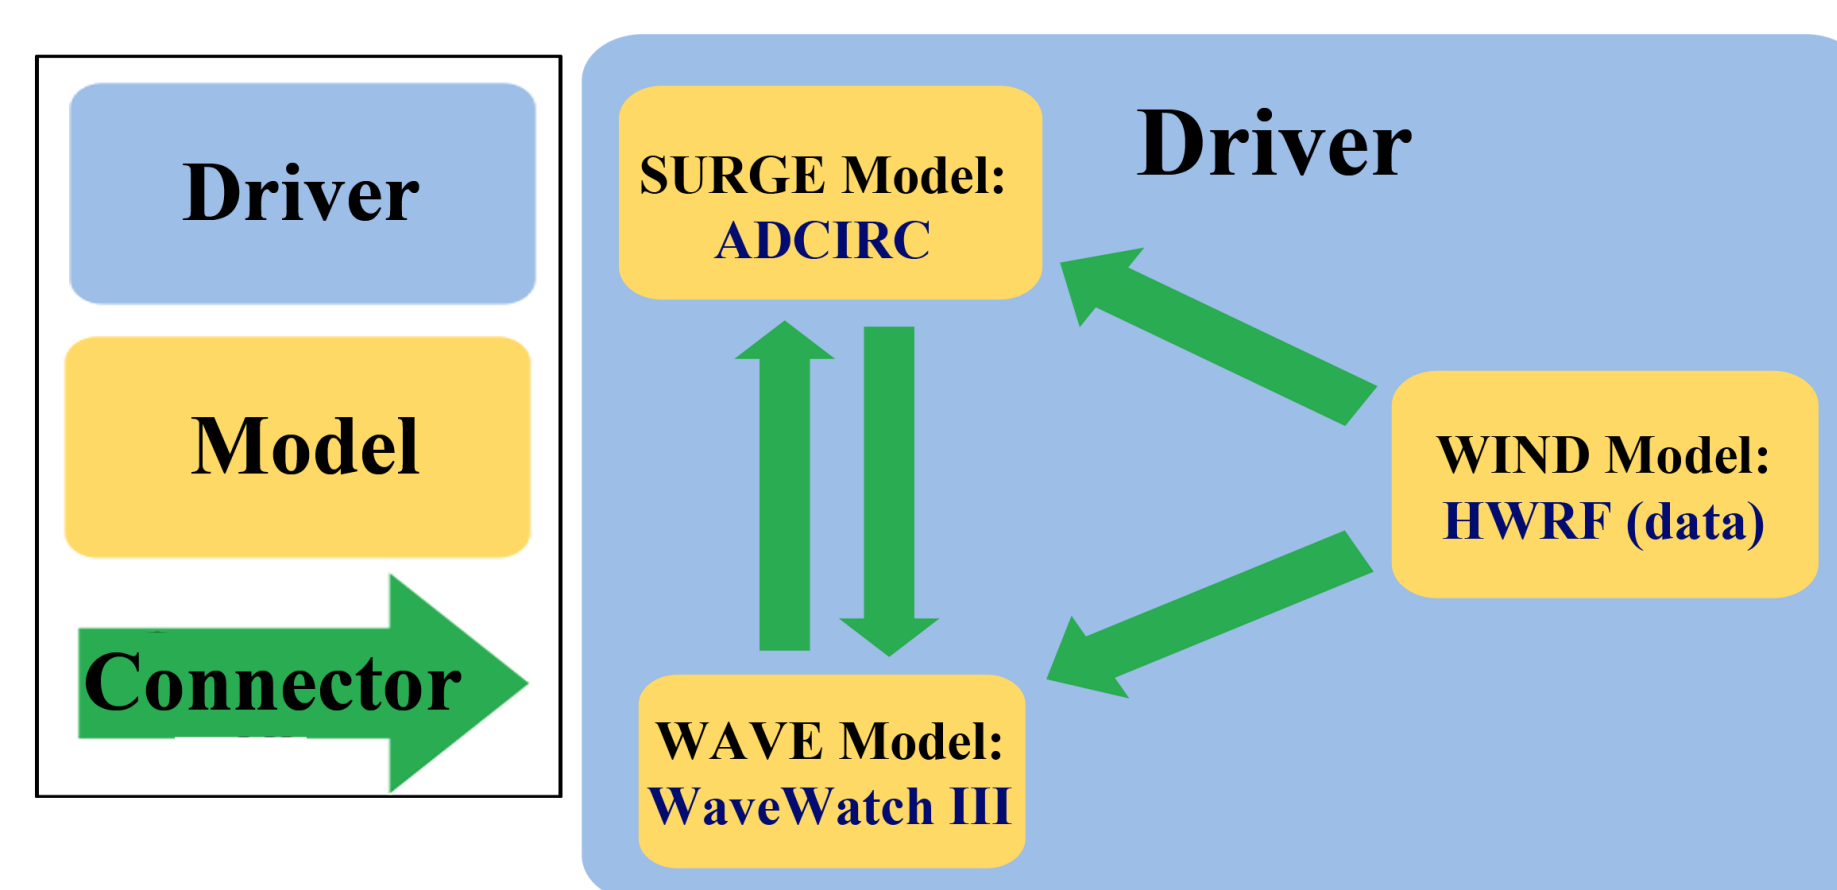 Driver
Model
Connector
Driver
SURGE Model:
ADCIRC
WIND Model:
HWRF (data)
WAVE Model:
WaveWatch III